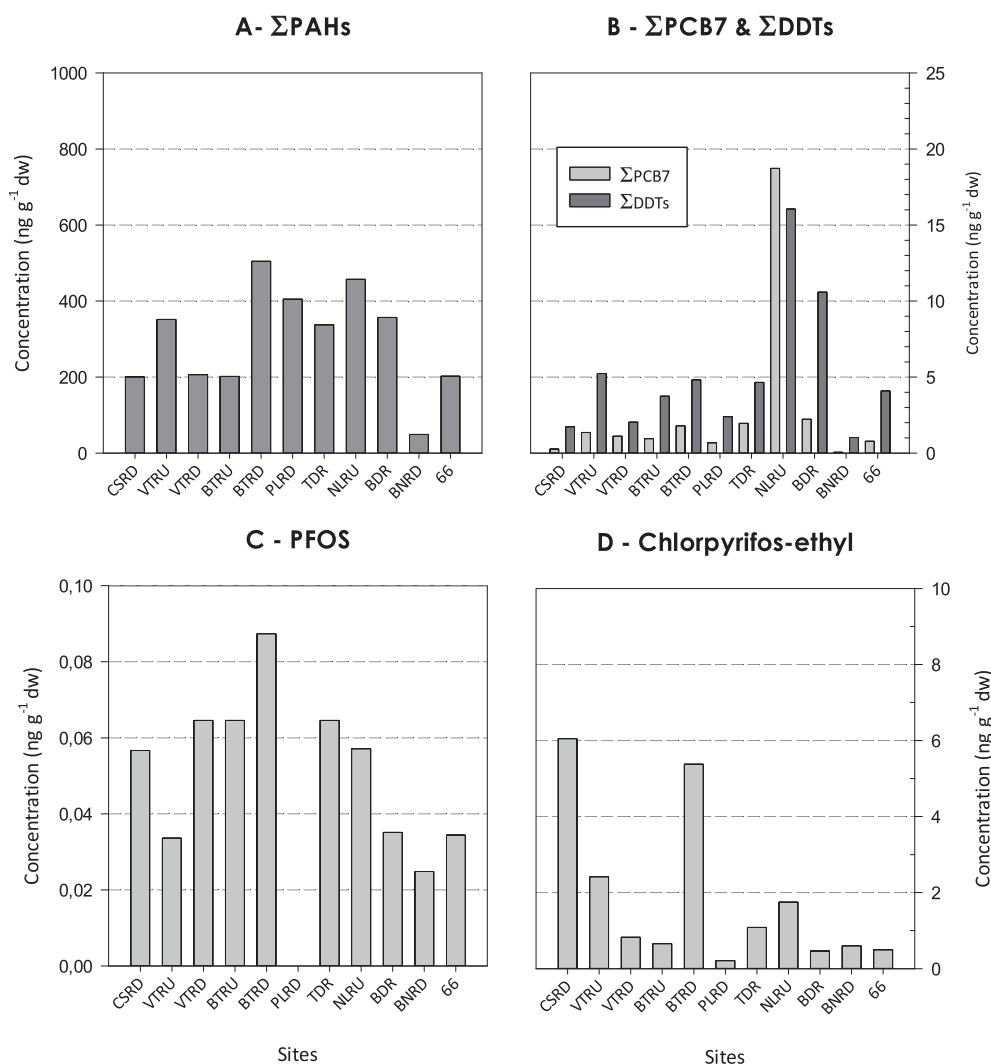 A- ΣPAHs
Concentration (ng g⁻¹ dw)
1000
800
600
400
200
0
CSRD
VTRU
VTRD
BTRU
BTRD
PLRD
TDR
NLRU
BDR
BNRD
66
B - ΣPCB7 & ΣDDTs
ΣPCB7
ΣDDTs
25
20
15
10
5
0
Concentration (ng g⁻¹ dw)
CSRD
VTRU
VTRD
BTRU
BTRD
PLRD
TDR
NLRU
BDR
BNRD
66
C - PFOS
Concentration (ng g⁻¹ dw)
0,10
0,08
0,06
0,04
0,02
0,00
CSRD
VTRU
VTRD
BTRU
BTRD
PLRD
TDR
NLRU
BDR
BNRD
66
Sites
D - Chlorpyrifos-ethyl
10
8
6
4
2
0
Concentration (ng g⁻¹ dw)
CSRD
VTRU
VTRD
BTRU
BTRD
PLRD
TDR
NLRU
BDR
BNRD
66
Sites